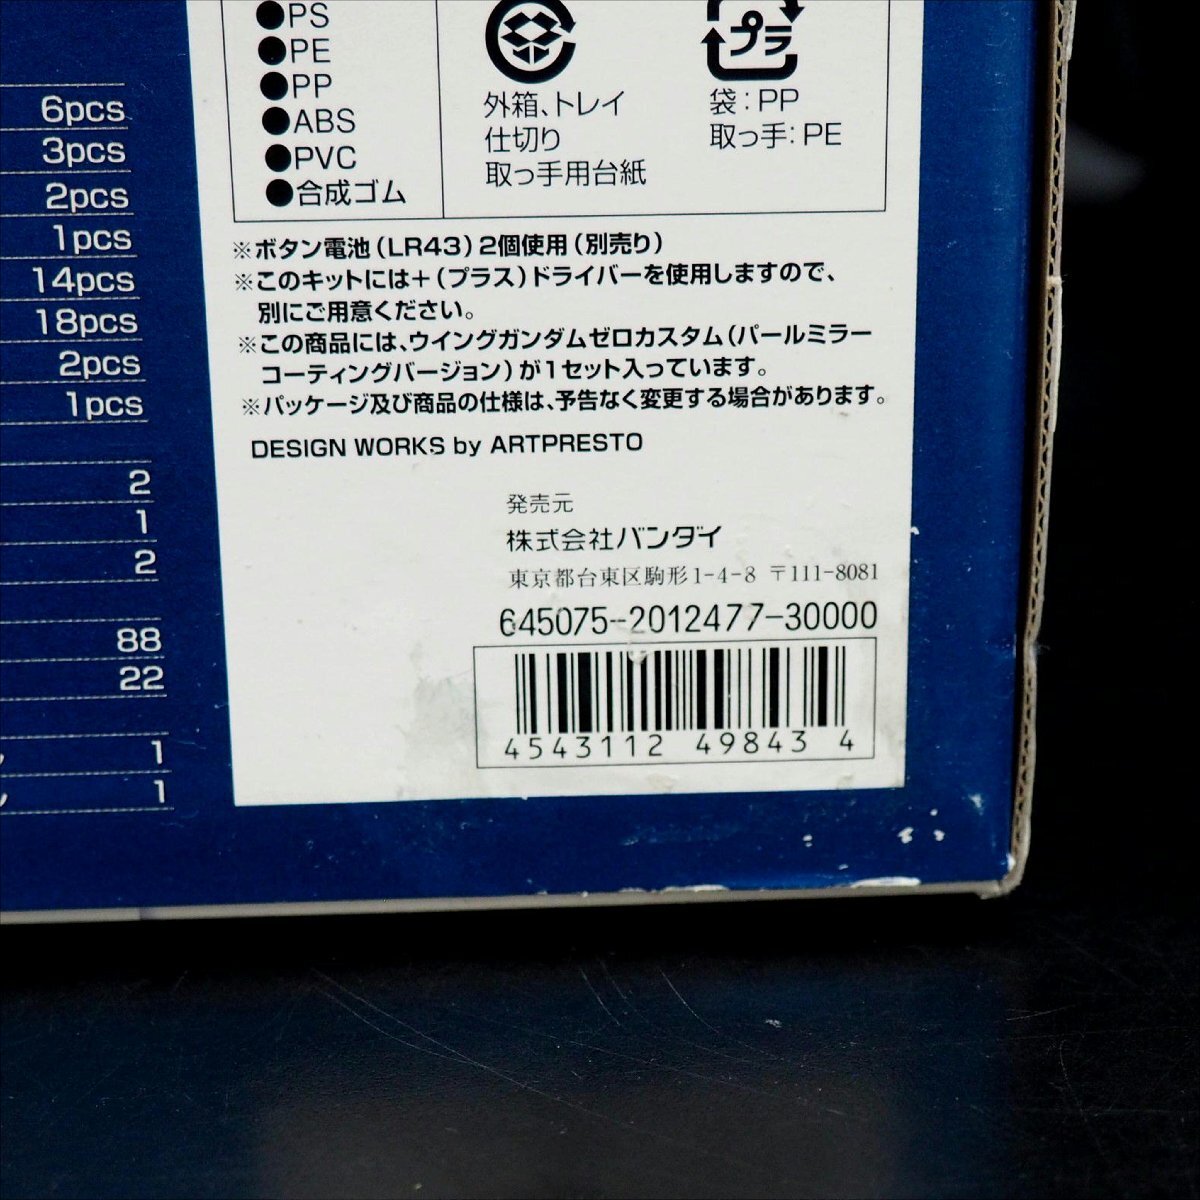 6pcs
3pcs
2pcs
1pcs
14pcs
18pcs
2pcs
1pcs
2
1
2
88
22
1
1
●PS
●PE
●PP
●ABS
●PVC
●合成ゴム
外箱、トレイ
仕切り
取っ手用台紙
プラ
袋:PP
取っ手:PE
※ボタン電池(LR43)2個使用(別売り)
※このキットには+(プラス)ドライバーを使用しますので、
別にご用意ください。
※この商品には、ウイングガンダムゼロカスタム(パールミラー
コーティングバージョン)が1セット入っています。
※パッケージ及び商品の仕様は、予告なく変更する場合があります。
DESIGN WORKS by ARTPRESTO
発売元
株式会社バンダイ
東京都台東区駒形1-4-8 〒111-8081
645075-2012477-30000
4543112 49843 4